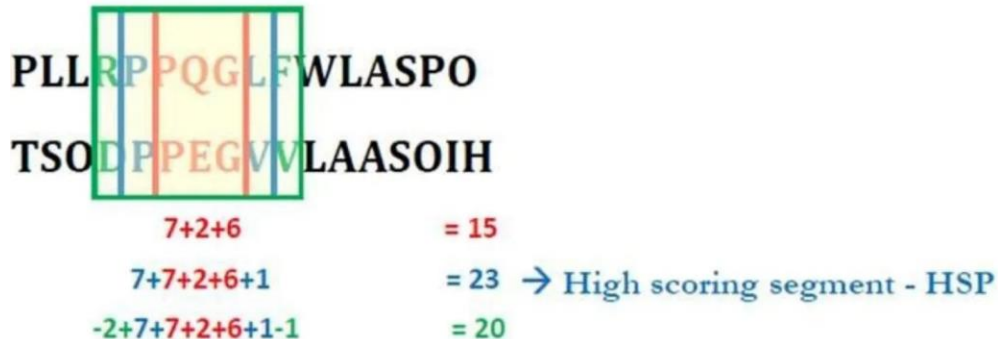 PLLRPPQGLFWLASPO
TSODPPEGVVLAASOIH
7+2+6 = 15
7+7+2+6+1 = 23 → High scoring segment - HSP
-2+7+7+2+6+1-1 = 20